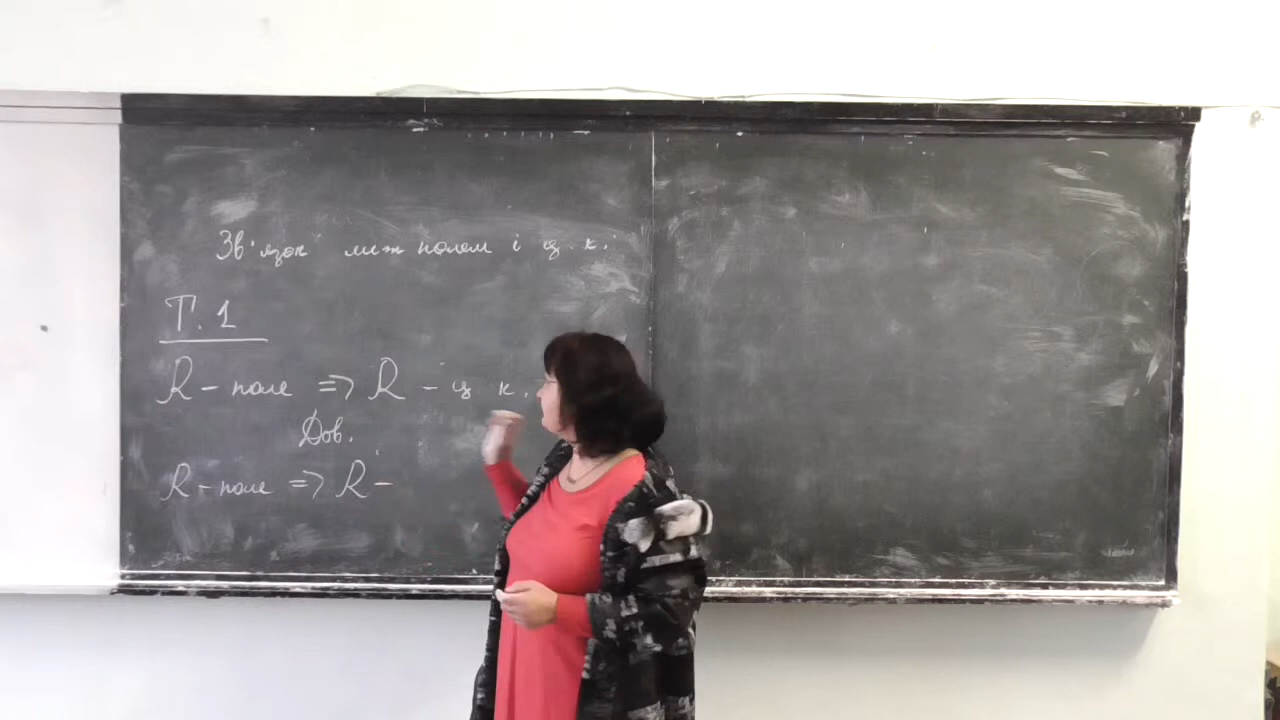 Зв'язок між полем і ц. к.
Т. 1
R - поле => R - ц. к.
Дов.
R - поле => R -